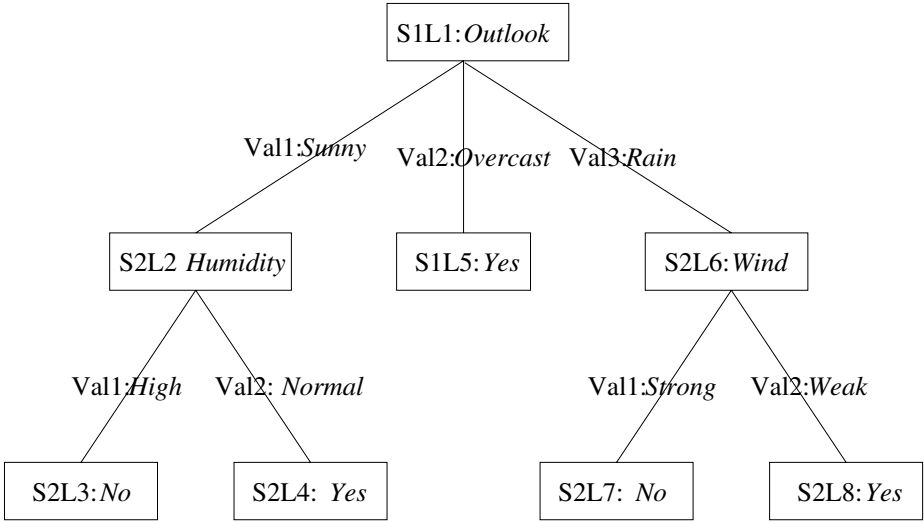 S1L1:Outlook
Val1:Sunny
Val2:Overcast
Val3:Rain
S2L2 Humidity
S1L5:Yes
S2L6:Wind
Val1:High
Val2: Normal
Val1:Strong
Val2:Weak
S2L3:No
S2L4: Yes
S2L7: No
S2L8:Yes